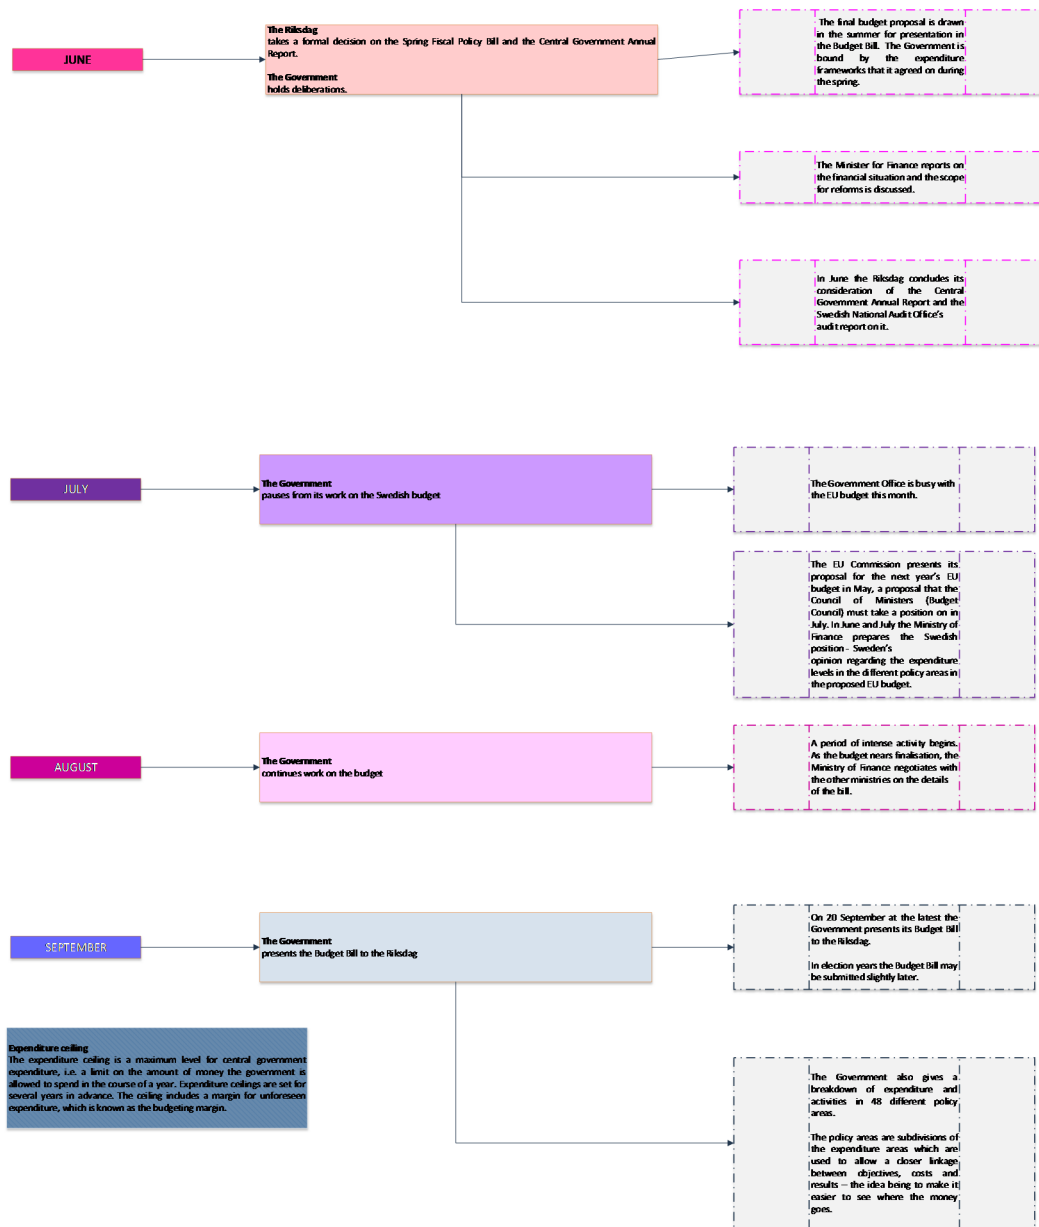 JUNE
The Riksdag
takes a formal decision on the Spring Fiscal Policy Bill and the Central Government Annual
Report.
The Government
holds deliberations.
The final budget proposal is drawn
in the summer for presentation in
the Budget Bill. The Government is
bound by the expenditure
frameworks that it agreed on during
the spring.
The Minister for Finance reports on
the financial situation and the scope
for reforms is discussed.
In June the Riksdag concludes its
consideration of the Central
Government Annual Report and the
Swedish National Audit Office's
audit report on it.
JULY
The Government
pauses from its work on the Swedish budget
The Government Office is busy with
the EU budget this month.
The EU Commission presents its
proposal for the next year's EU
budget in May, a proposal that the
Council of Ministers (Budget
Council) must take a position on in
July. In June and July the Ministry of
Finance prepares the Swedish
position - Sweden's
opinion regarding the expenditure
levels in the different policy areas in
the proposed EU budget.
AUGUST
The Government
continues work on the budget
A period of intense activity begins.
As the budget nears finalisation, the
Ministry of Finance negotiates with
the other ministries on the details
of the bill.
SEPTEMBER
The Government
presents the Budget Bill to the Riksdag
On 20 September at the latest the
Government presents its Budget Bill
to the Riksdag.
In election years the Budget Bill may
be submitted slightly later.
Expenditure ceiling
The expenditure ceiling is a maximum level for central government
expenditure, i.e. a limit on the amount of money the government is
allowed to spend in the course of a year. Expenditure ceilings are set for
several years in advance. The ceiling includes a margin for unforeseen
expenditure, which is known as the budgeting margin.
The Government also gives a
breakdown of expenditure and
activities in 48 different policy
areas.
The policy areas are subdivisions of
the expenditure areas which are
used to allow a closer linkage
between objectives, costs and
results – the idea being to make it
easier to see where the money
goes.